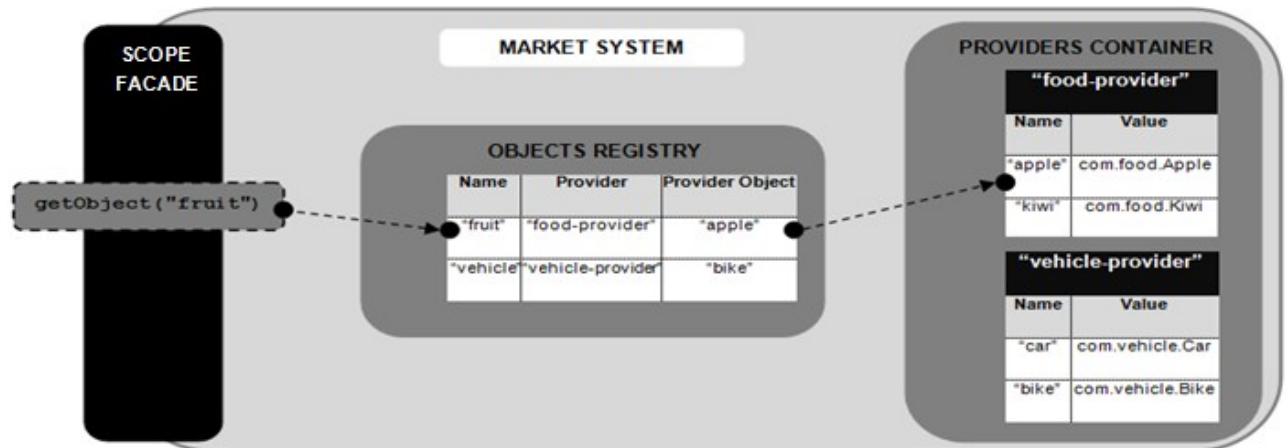 SCOPE
FACADE
getObject("fruit")
MARKET SYSTEM
OBJECTS REGISTRY
Name Provider Provider Object
"fruit" "food-provider" "apple"
"vehicle" "vehicle-provider" "bike"
PROVIDERS CONTAINER
"food-provider"
Name Value
"apple" com.food.Apple
"kiwi" com.food.Kiwi
"vehicle-provider"
Name Value
"car" com.vehicle.Car
"bike" com.vehicle.Bike